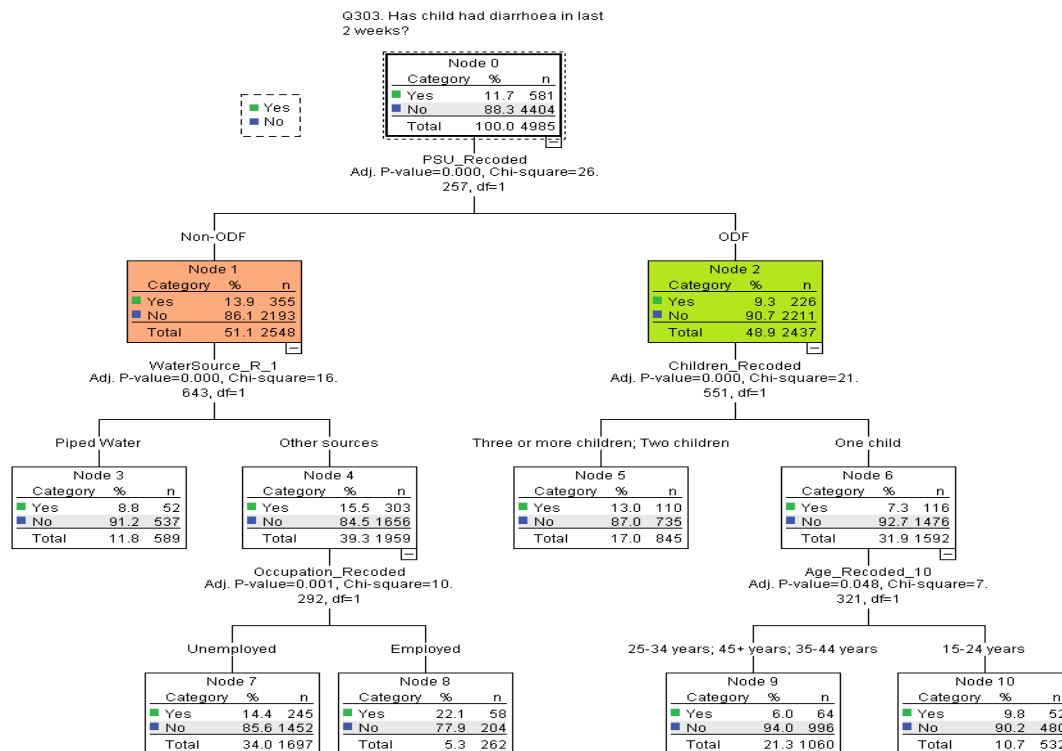 Q303. Has child had diarrhoea in last
2 weeks?
Node 0
Category % n
Yes 11.7 581
No 88.3 4404
Total 100.0 4985
Yes
No
PSU_Recoded
Adj. P-value=0.000, Chi-square=26.
257, df=1
Non-ODF
ODF
Node 1
Category % n
Yes 13.9 355
No 86.1 2193
Total 51.1 2548
Node 2
Category % n
Yes 9.3 226
No 90.7 2211
Total 48.9 2437
WaterSource_R_1
Adj. P-value=0.000, Chi-square=16.
643, df=1
Children_Recoded
Adj. P-value=0.000, Chi-square=21.
551, df=1
Piped Water
Other sources
Three or more children; Two children
One child
Node 3
Category % n
Yes 8.8 52
No 91.2 537
Total 11.8 589
Node 4
Category % n
Yes 15.5 303
No 84.5 1656
Total 39.3 1959
Node 5
Category % n
Yes 13.0 110
No 87.0 735
Total 17.0 845
Node 6
Category % n
Yes 7.3 116
No 92.7 1476
Total 31.9 1592
Occupation_Recoded
Adj. P-value=0.001, Chi-square=10.
292, df=1
Age_Recoded_10
Adj. P-value=0.048, Chi-square=7.
321, df=1
Unemployed
Employed
25-34 years; 45+ years; 35-44 years
15-24 years
Node 7
Category % n
Yes 14.4 245
No 85.6 1452
Total 34.0 1697
Node 8
Category % n
Yes 22.1 58
No 77.9 204
Total 5.3 262
Node 9
Category % n
Yes 6.0 64
No 94.0 996
Total 21.3 1060
Node 10
Category % n
Yes 9.8 52
No 90.2 480
Total 10.7 532